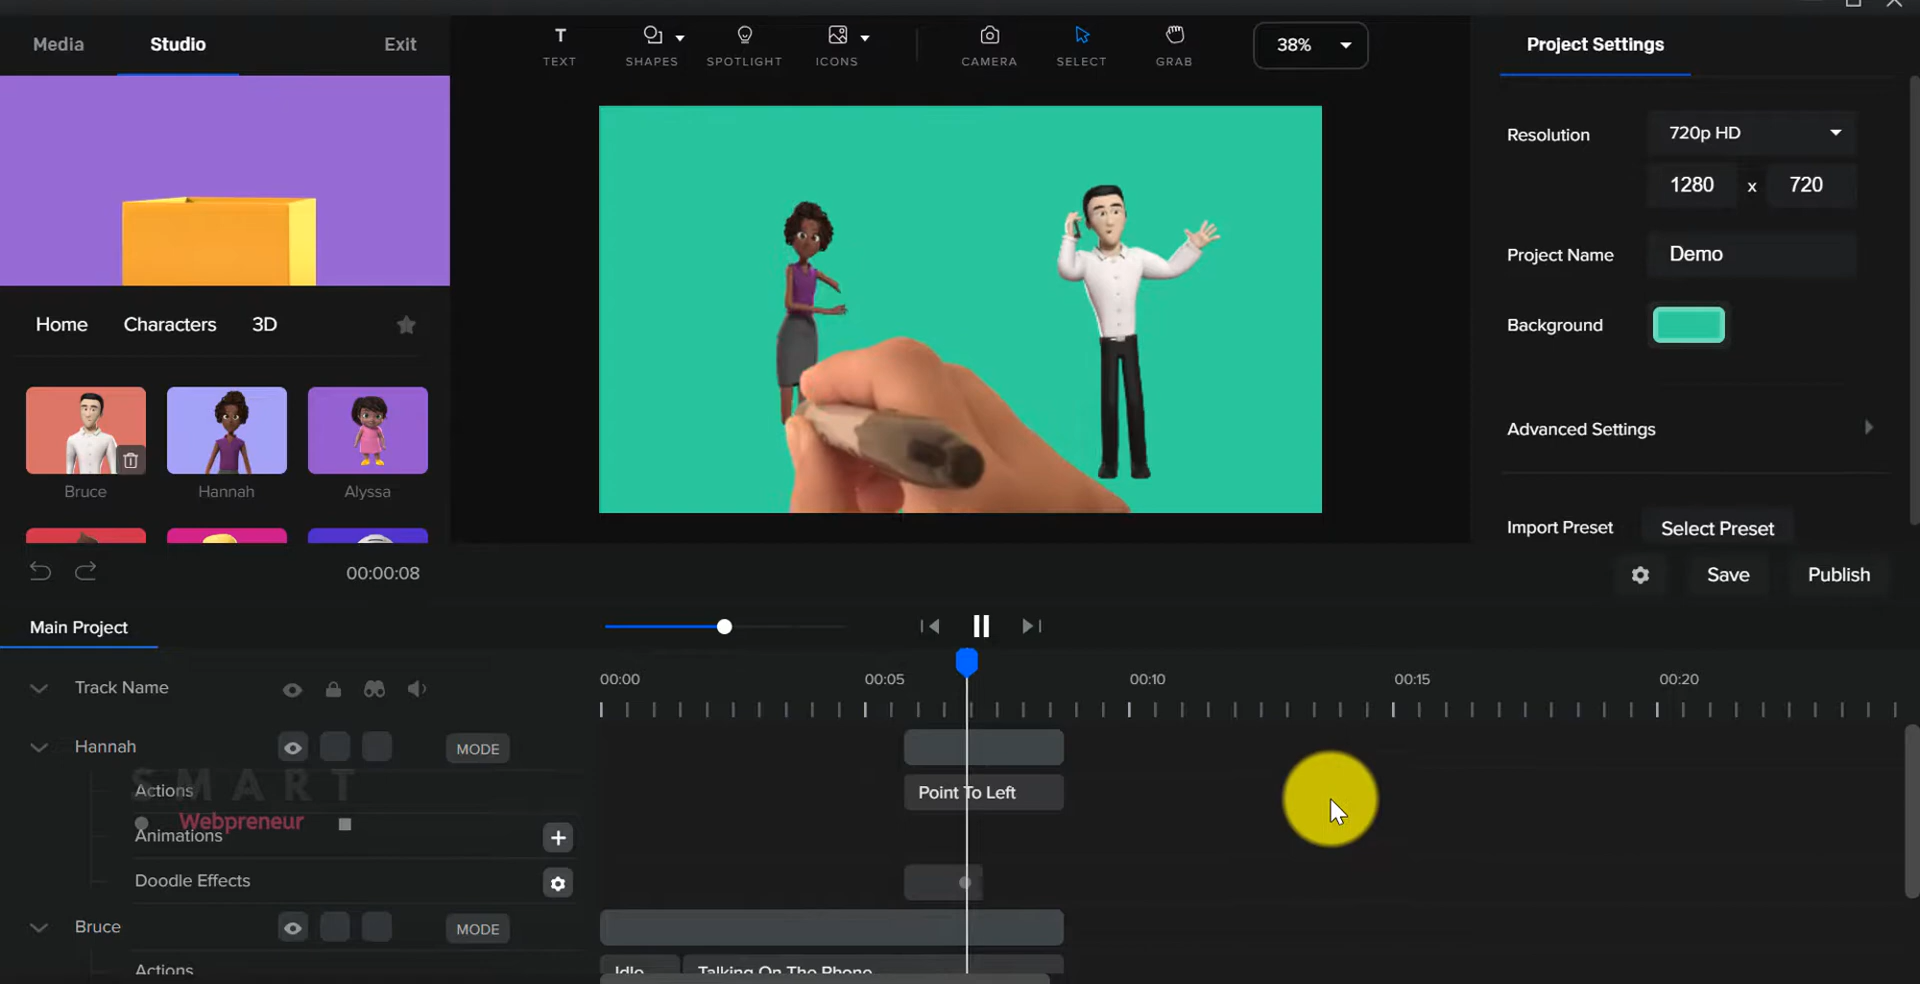 Media
Studio
Exit
TEXT
SHAPES
SPOTLIGHT
ICONS
CAMERA
SELECT
GRAB
38%
Project Settings
Resolution
720p HD
1280 x 720
Project Name
Demo
Background
Home
Characters
3D
Advanced Settings
Bruce
Hannah
Alyssa
Import Preset
Select Preset
00:00:08
Save
Publish
Main Project
Track Name
00:00
00:05
00:10
00:15
00:20
Hannah
MODE
SMART
Actions
Point To Left
Webpreneur
Animations
Doodle Effects
Bruce
MODE
Actions
Idle
Talking On The Phone